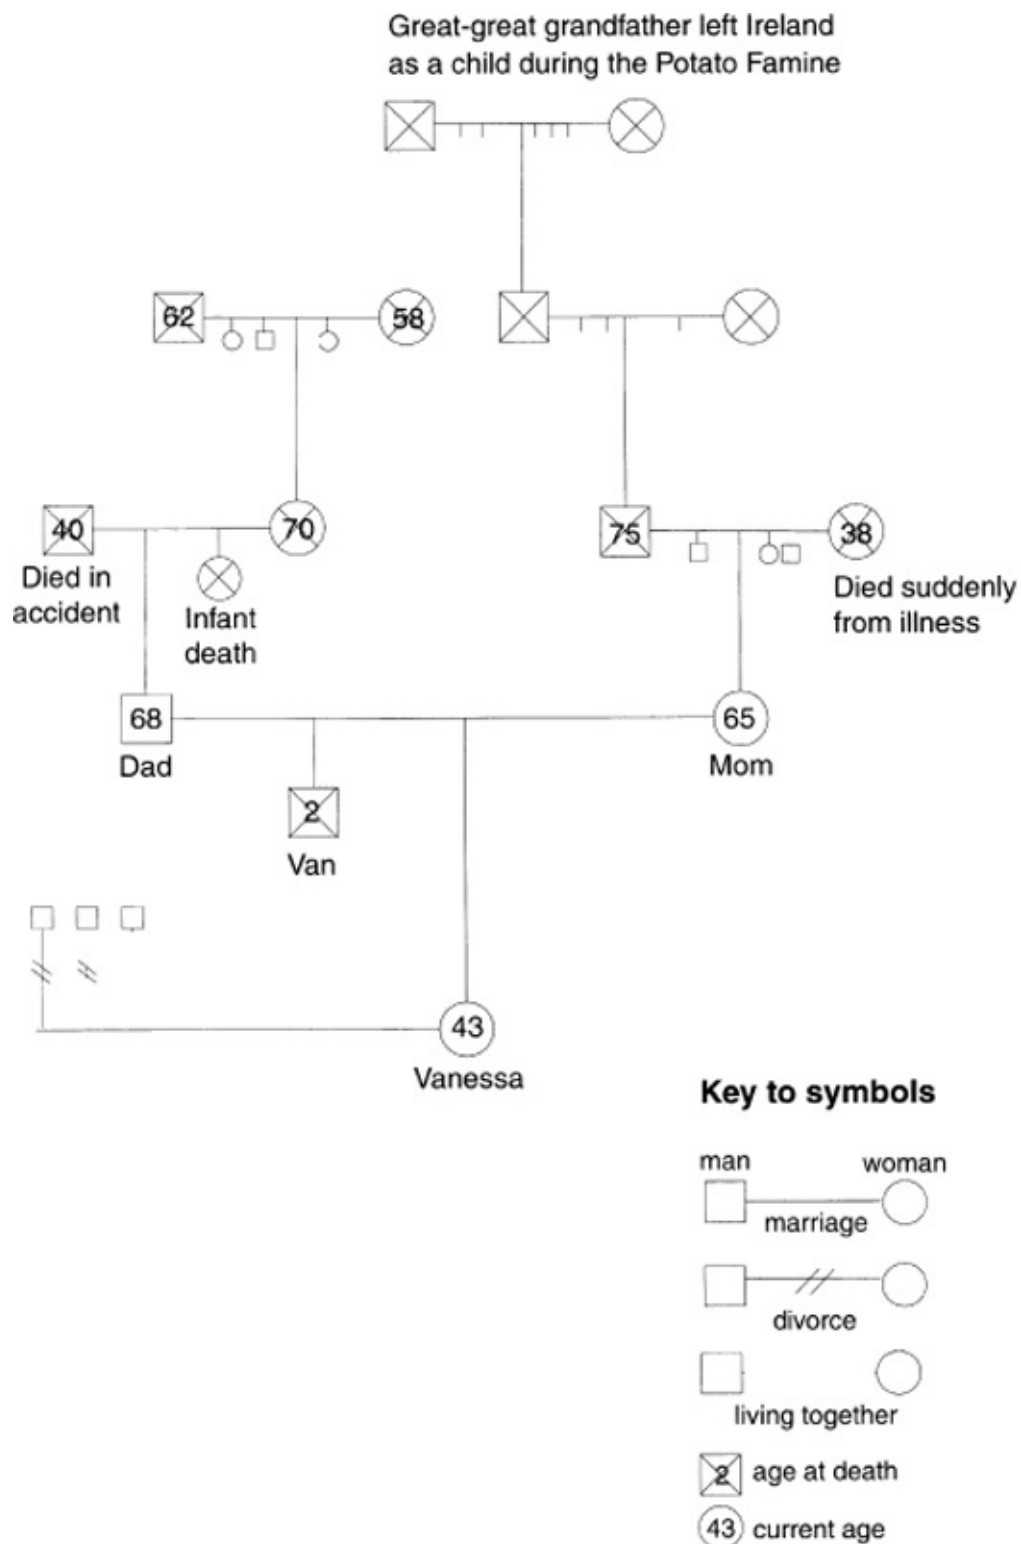 Great-great grandfather left Ireland
as a child during the Potato Famine
62
58
40
70
75
38
Died in
accident
Infant
death
Died suddenly
from illness
68
65
Dad
Mom
2
Van
43
Vanessa
Key to symbols
man woman
marriage
divorce
living together
2 age at death
43 current age